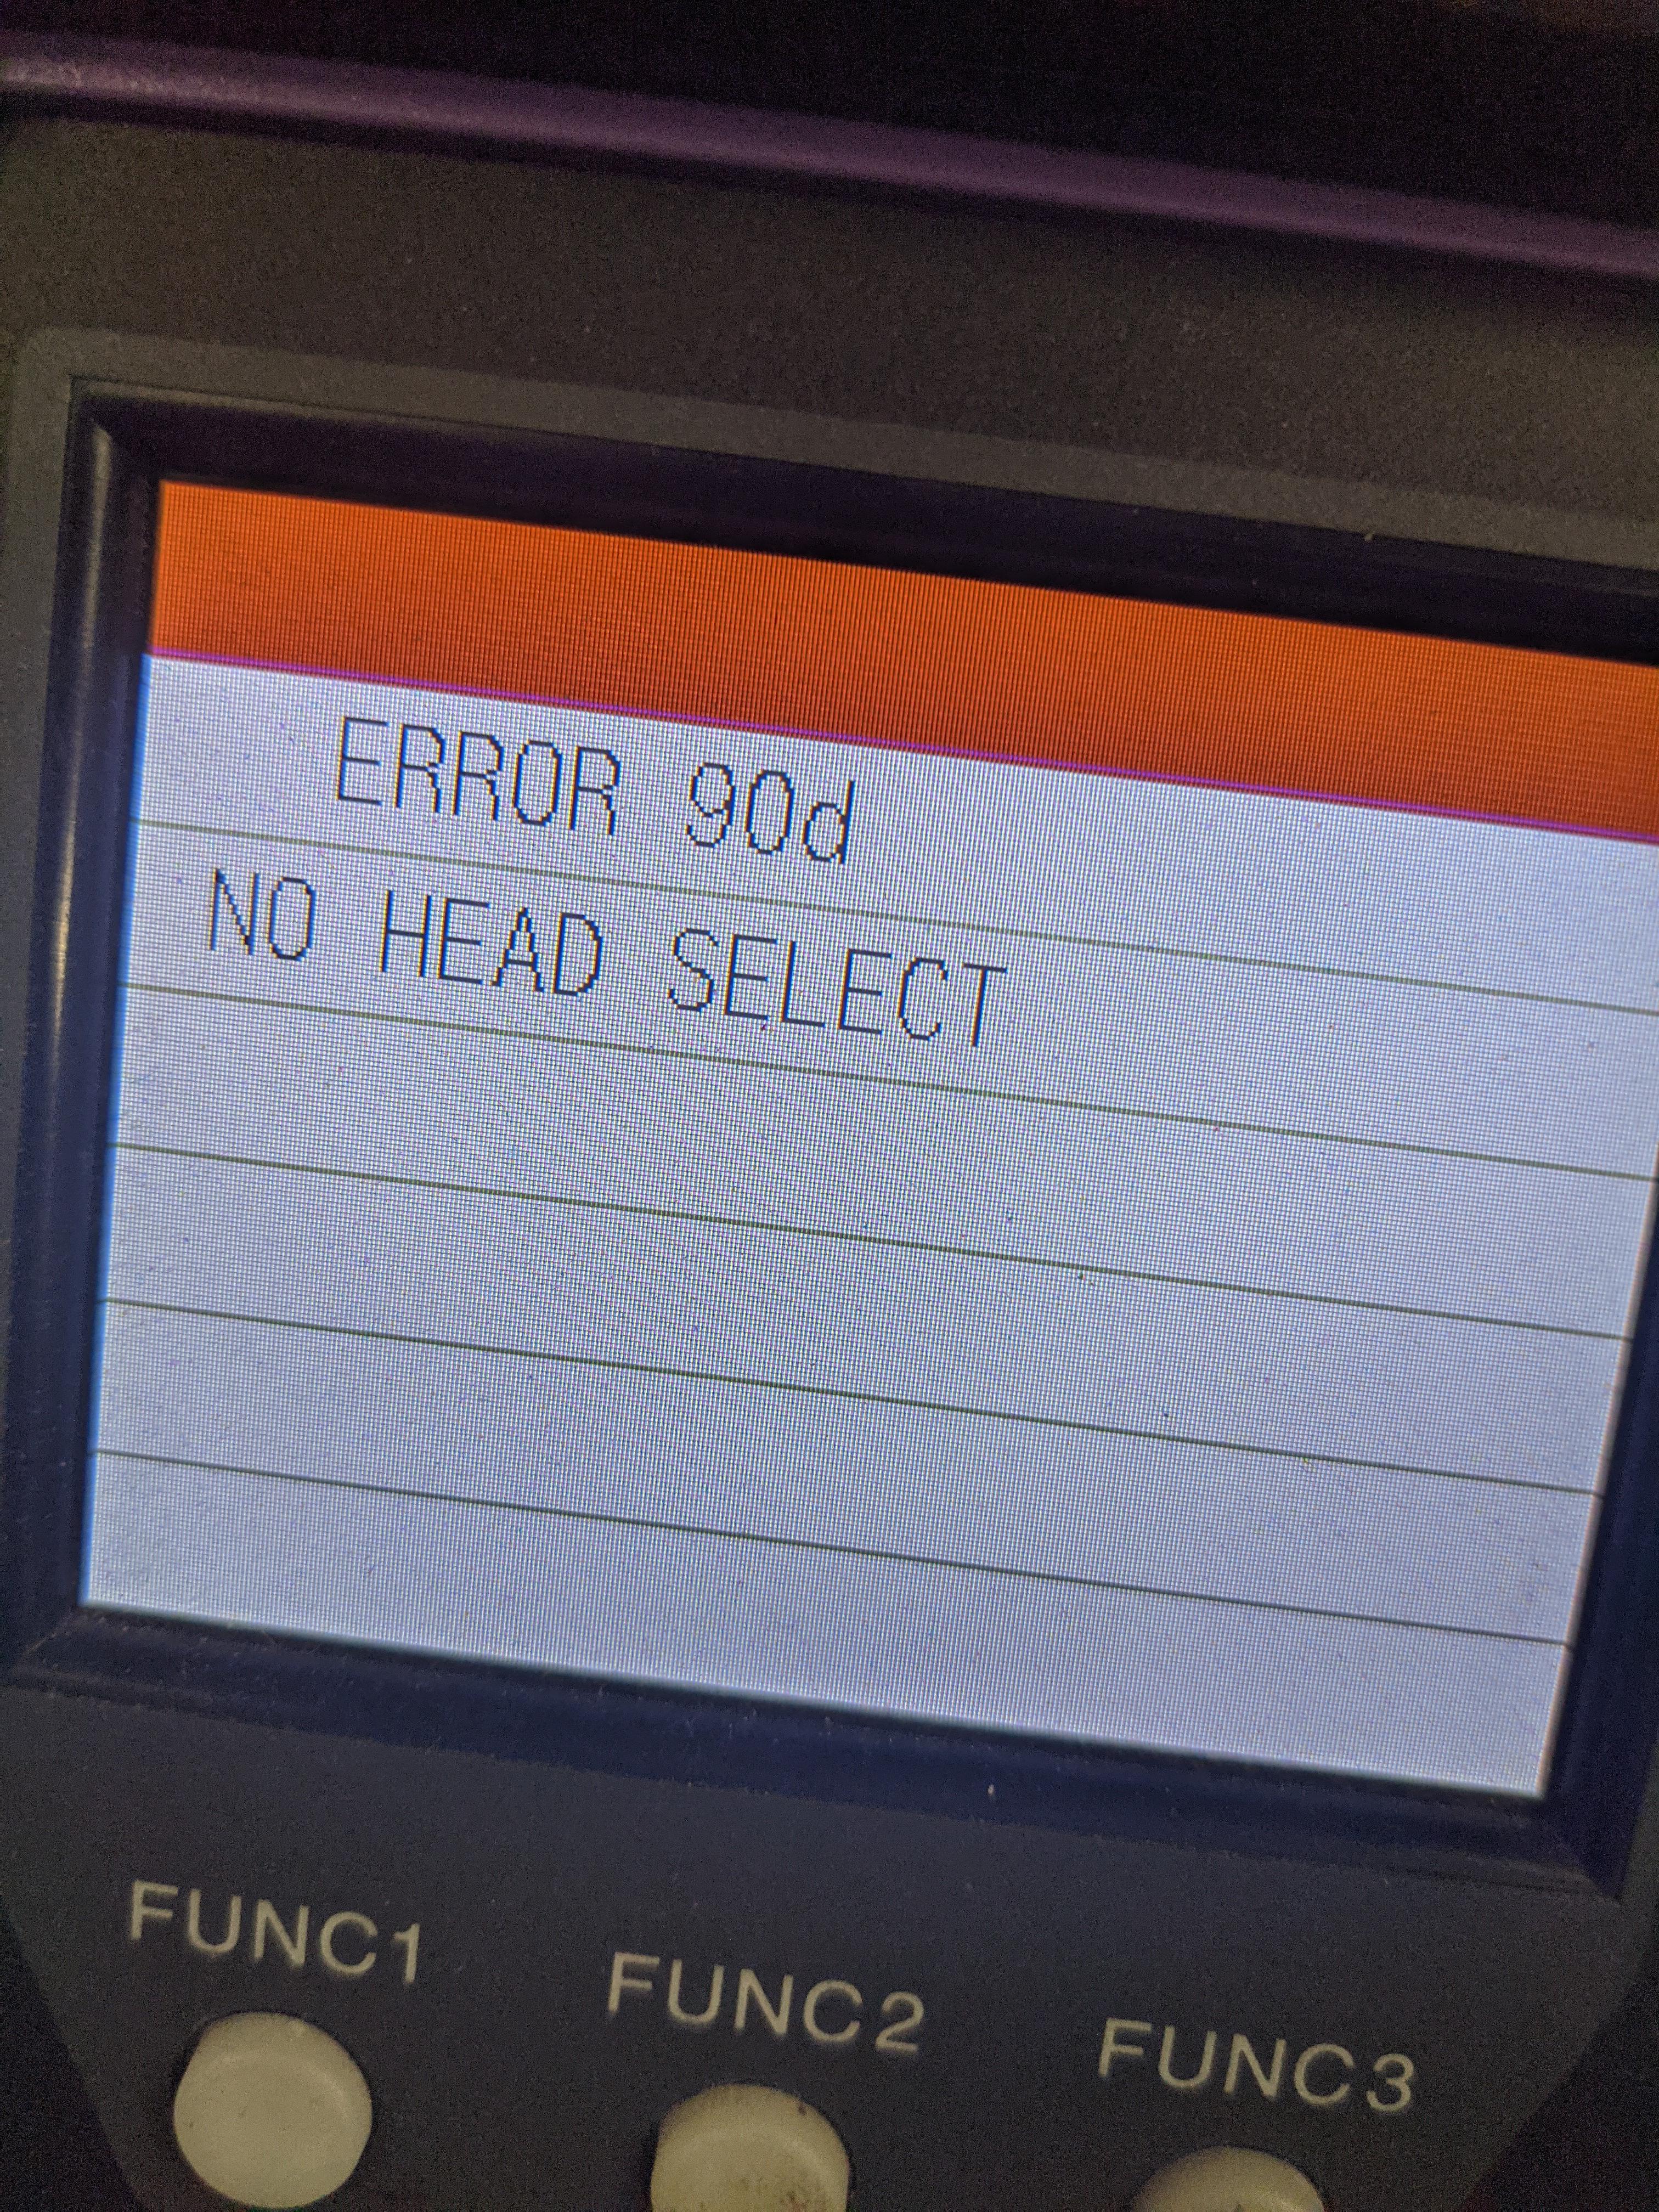 ERROR 90d
NO HEAD SELECT
FUNC1 FUNC2 FUNC3